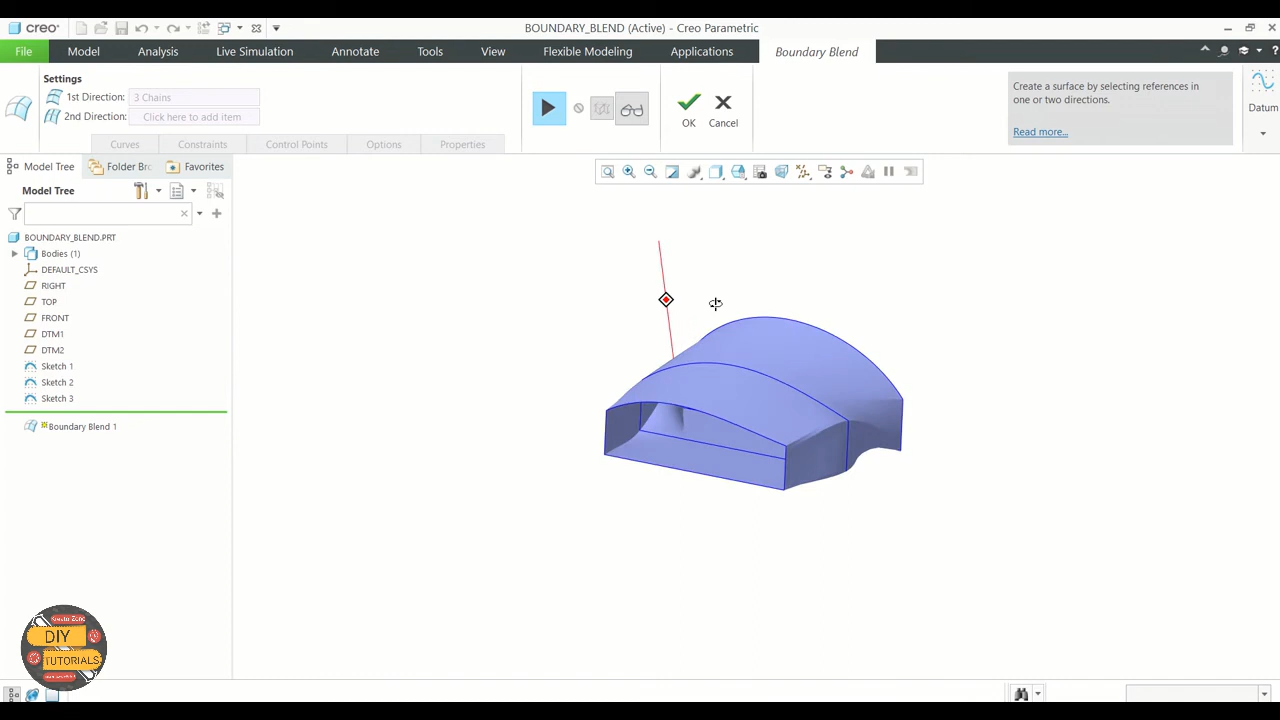 creo
BOUNDARY_BLEND (Active) - Creo Parametric
File Model Analysis Live Simulation Annotate Tools View Flexible Modeling Applications Boundary Blend
Settings
1st Direction: 3 Chains
2nd Direction: Click here to add item
OK Cancel
Create a surface by selecting references in
one or two directions.
Read more...
Datum
Curves Constraints Control Points Options Properties
Model Tree Folder Brc Favorites
Model Tree
BOUNDARY_BLEND.PRT
Bodies (1)
DEFAULT_CSYS
RIGHT
TOP
FRONT
DTM1
DTM2
Sketch 1
Sketch 2
Sketch 3
Boundary Blend 1
DIY
TUTORIALS